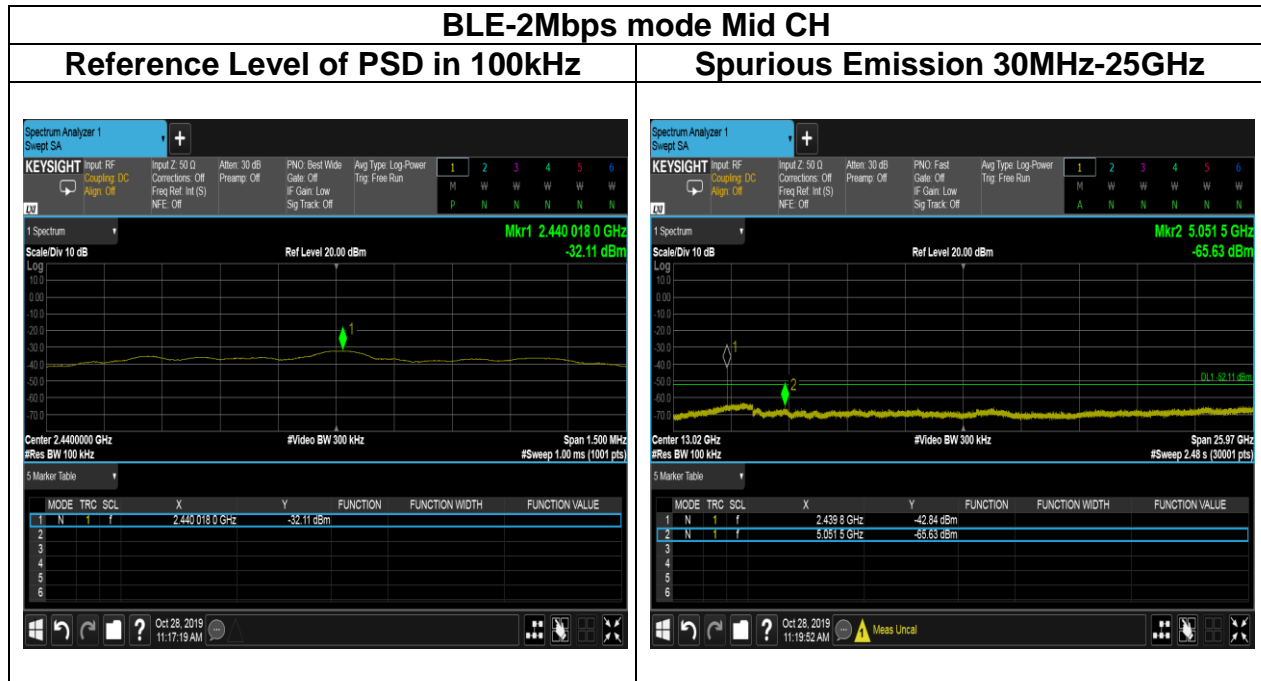 BLE-2Mbps mode Mid CH
Reference Level of PSD in 100kHz
Spectrum Analyzer 1
Swept SA
+
KEYSIGHT
LXI
Input: RF
Coupling: DC
Align: Off
Input Z: 50 Ω
Corrections: Off
Freq Ref: Int (S)
NFE: Off
Atten: 30 dB
Preamp: Off
PNO: Best Wide
Gate: Off
IF Gain: Low
Sig Track: Off
Avg Type: Log-Power
Trig: Free Run
1 2 3 4 5 6
M W W W W W
P N N N N N
1 Spectrum
Mkr1 2.440 018 0 GHz
Scale/Div 10 dB Ref Level 20.00 dBm -32.11 dBm
Log
10.0
0.00
-10.0
-20.0
1
-30.0
-40.0
-50.0
-60.0
-70.0
Center 2.4400000 GHz #Video BW 300 kHz Span 1.500 MHz
#Res BW 100 kHz #Sweep 1.00 ms (1001 pts)
5 Marker Table
MODE TRC SCL X Y FUNCTION FUNCTION WIDTH FUNCTION VALUE
1 N 1 f 2.440 018 0 GHz -32.11 dBm
2
3
4
5
6
?
Oct 28, 2019
11:17:19 AM
Spurious Emission 30MHz-25GHz
Spectrum Analyzer 1
Swept SA
+
KEYSIGHT
LXI
Input: RF
Coupling: DC
Align: Off
Input Z: 50 Ω
Corrections: Off
Freq Ref: Int (S)
NFE: Off
Atten: 30 dB
Preamp: Off
PNO: Fast
Gate: Off
IF Gain: Low
Sig Track: Off
Avg Type: Log-Power
Trig: Free Run
1 2 3 4 5 6
M W W W W W
A N N N N N
1 Spectrum
Mkr2 5.051 5 GHz
Scale/Div 10 dB Ref Level 20.00 dBm -65.63 dBm
Log
10.0
0.00
-10.0
-20.0
-30.0
1
-40.0
-50.0
DL1 -52.11 dBm
2
-60.0
-70.0
Center 13.02 GHz #Video BW 300 kHz Span 25.97 GHz
#Res BW 100 kHz #Sweep 2.48 s (30001 pts)
5 Marker Table
MODE TRC SCL X Y FUNCTION FUNCTION WIDTH FUNCTION VALUE
1 N 1 f 2.439 8 GHz -42.84 dBm
2 N 1 f 5.051 5 GHz -65.63 dBm
3
4
5
6
?
Oct 28, 2019
11:19:52 AM
1 Meas Uncal